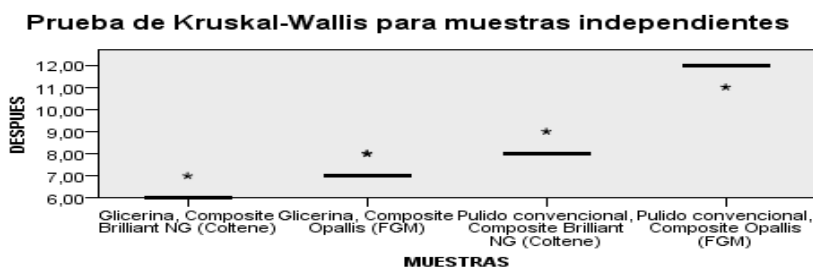 Prueba de Kruskal-Wallis para muestras independientes
DESPUES
12,00
11,00
10,00
9,00
8,00
7,00
6,00
Glicerina, Composite
Brilliant NG (Coltene)
Glicerina, Composite
Opallis (FGM)
Pulido convencional,
Composite Brilliant
NG (Coltene)
Pulido convencional,
Composite Opallis
(FGM)
MUESTRAS